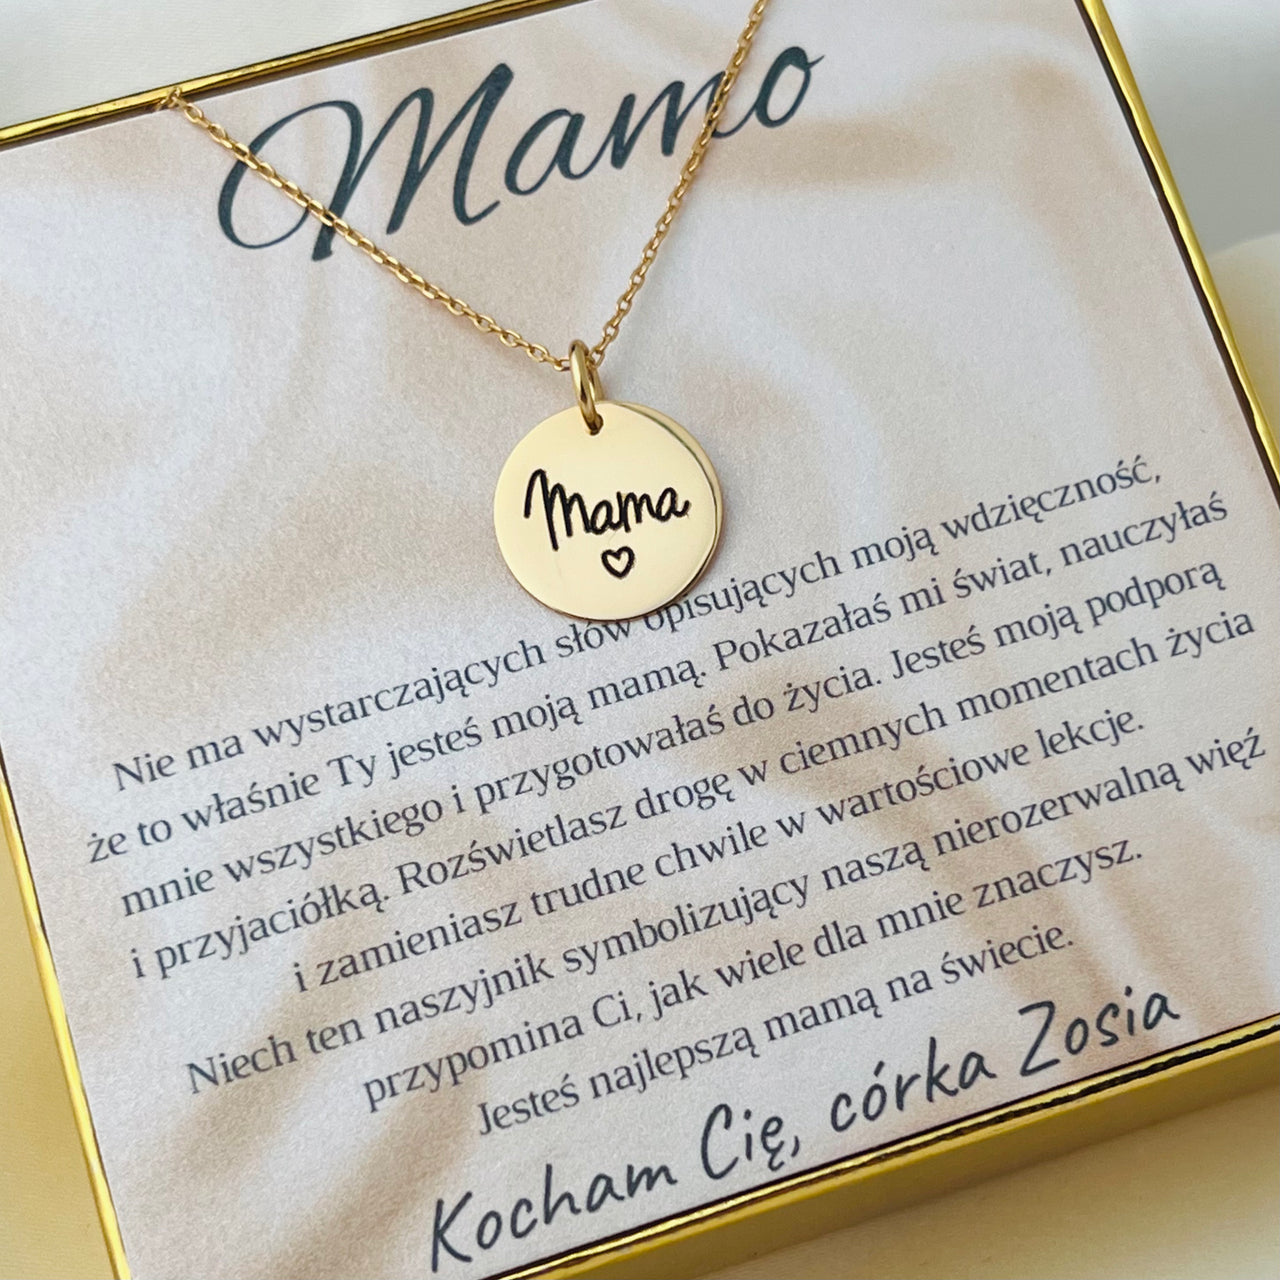 Mamo
Mama
Nie ma wystarczających słów opisujących moją wdzięczność,
że to właśnie Ty jesteś moją mamą. Pokazałaś mi świat, nauczyłaś
mnie wszystkiego i przygotowałaś do życia. Jesteś moją podporą
i przyjaciółką. Rozświetlasz drogę w ciemnych momentach życia
i zamieniasz trudne chwile w wartościowe lekcje.
Niech ten naszyjnik symbolizujący naszą nierozerwalną więź
przypomina Ci, jak wiele dla mnie znaczysz.
Jesteś najlepszą mamą na świecie.
Kocham Cię, córka Zosia